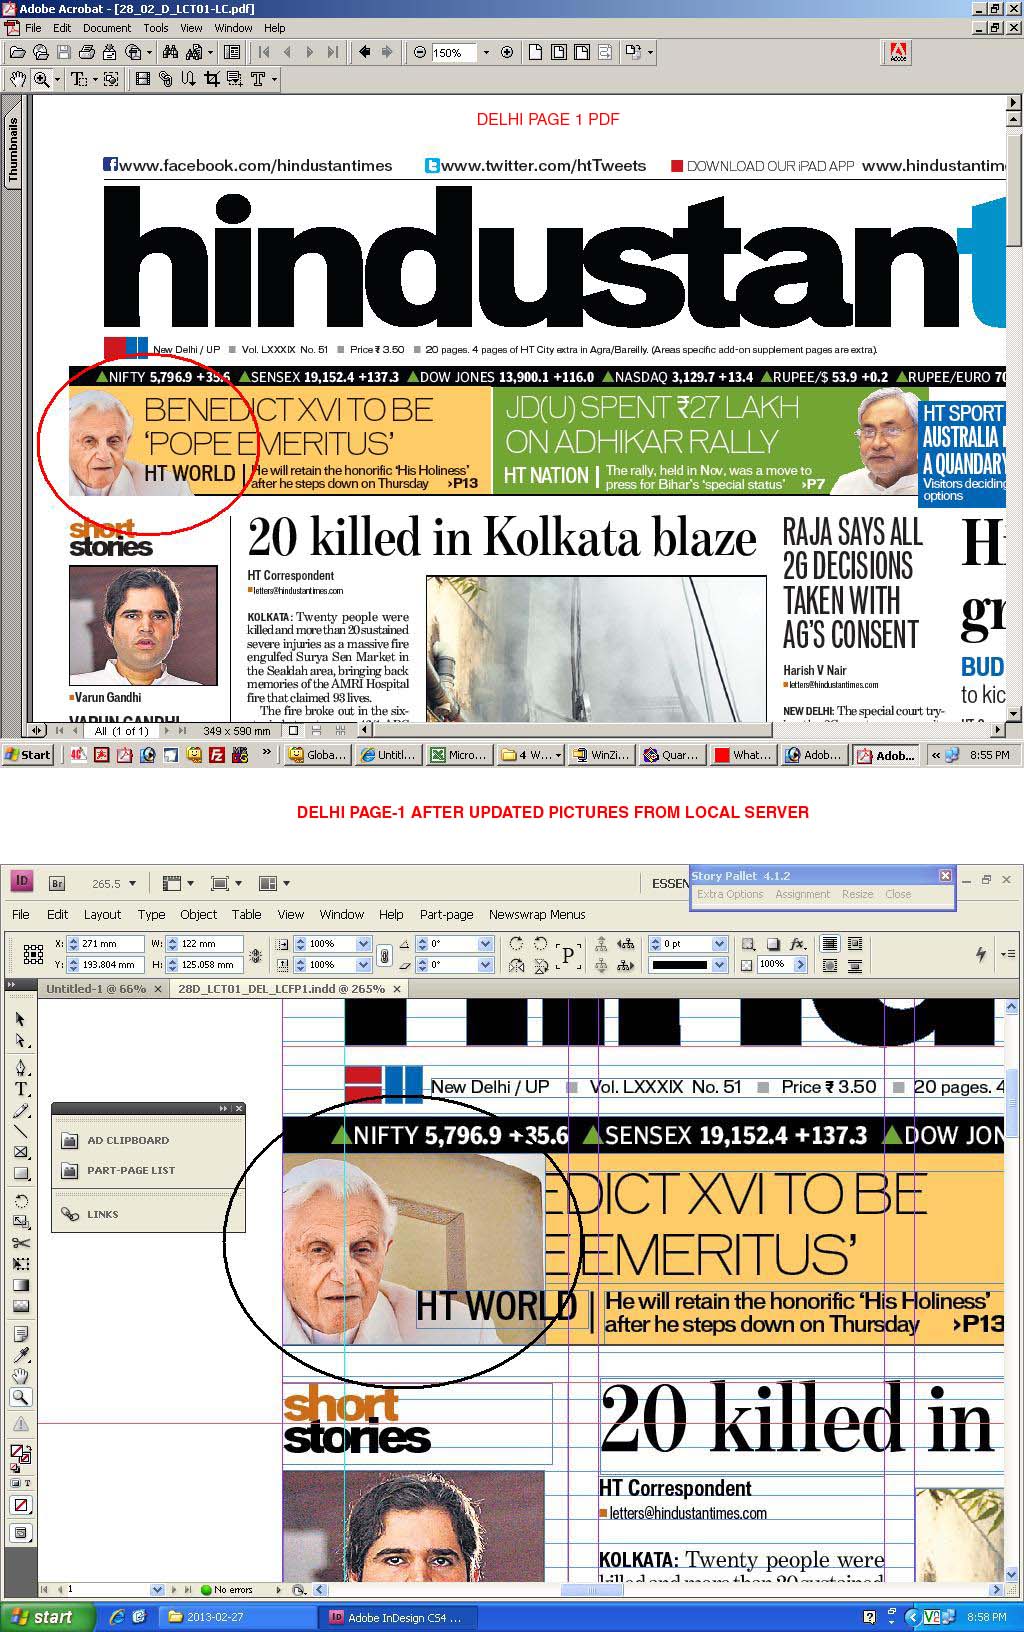 Adobe Acrobat - [28_02_D_LCT01-LC.pdf]
File Edit Document Tools View Window Help
150%
Adobe
Thumbnails
DELHI PAGE 1 PDF
www.facebook.com/hindustantimes www.twitter.com/htTweets DOWNLOAD OUR iPAD APP www.hindustantim
hindustant
New Delhi / UP Vol. LXXXIX No. 51 Price ₹ 3.50 20 pages. 4 pages of HT City extra in Agra/Bareilly. (Areas specific add-on supplement pages are extra).
▲NIFTY 5,796.9 +35.6 ▲SENSEX 19,152.4 +137.3 ▲DOW JONES 13,900.1 +116.0 ▲NASDAQ 3,129.7 +13.4 ▲RUPEE/$ 53.9 +0.2 ▲RUPEE/EURO 70
BENEDICT XVI TO BE
‘POPE EMERITUS’
HT WORLD | He will retain the honorific ‘His Holiness’
after he steps down on Thursday ›P13
JD(U) SPENT ₹27 LAKH
ON ADHIKAR RALLY
HT NATION | The rally, held in Nov, was a move to
press for Bihar's ‘special status’ ›P7
HT SPORT
AUSTRALIA
A QUANDARY
Visitors deciding
options
short
stories
Varun Gandhi
VARUN GANDHI
20 killed in Kolkata blaze
HT Correspondent
letters@hindustantimes.com
KOLKATA: Twenty people were
killed and more than 20 sustained
severe injuries as a massive fire
engulfed Surya Sen Market in
the Sealdah area, bringing back
memories of the AMRI Hospital
fire that claimed 93 lives.
The fire broke out in the six-
RAJA SAYS ALL
2G DECISIONS
TAKEN WITH
AG'S CONSENT
Harish V Nair
letters@hindustantimes.com
NEW DELHI: The special court try-
H
gr
BUD
to kic
All (1 of 1) 349 x 590 mm
Start Globa... Untitl... Micro... 4 W... WinZi... Quar... What... Adob... Adob... « 8:55 PM
DELHI PAGE-1 AFTER UPDATED PICTURES FROM LOCAL SERVER
ID Br 265.5 ESSEN
Story Pallet 4.1.2
Extra Options Assignment Resize Close
File Edit Layout Type Object Table View Window Help Part-page Newswrap Menus
X: 271 mm W: 122 mm 100% 0° 0 pt
Y: 193.804 mm H: 125.058 mm 100% 0° 100%
Untitled-1 @ 66% × 28D_LCT01_DEL_LCFP1.indd @ 265% ×
AD CLIPBOARD
PART-PAGE LIST
LINKS
New Delhi / UP Vol. LXXXIX No. 51 Price ₹ 3.50 20 pages. 4
▲NIFTY 5,796.9 +35.6 ▲SENSEX 19,152.4 +137.3 ▲DOW JON
EDICT XVI TO BE
E EMERITUS’
HT WORLD | He will retain the honorific ‘His Holiness’
after he steps down on Thursday ›P13
short
stories
20 killed in
HT Correspondent
letters@hindustantimes.com
KOLKATA: Twenty people were
killed and more than 20 sustained
1 No errors
start 2013-02-27 Adobe InDesign CS4 ... 8:58 PM